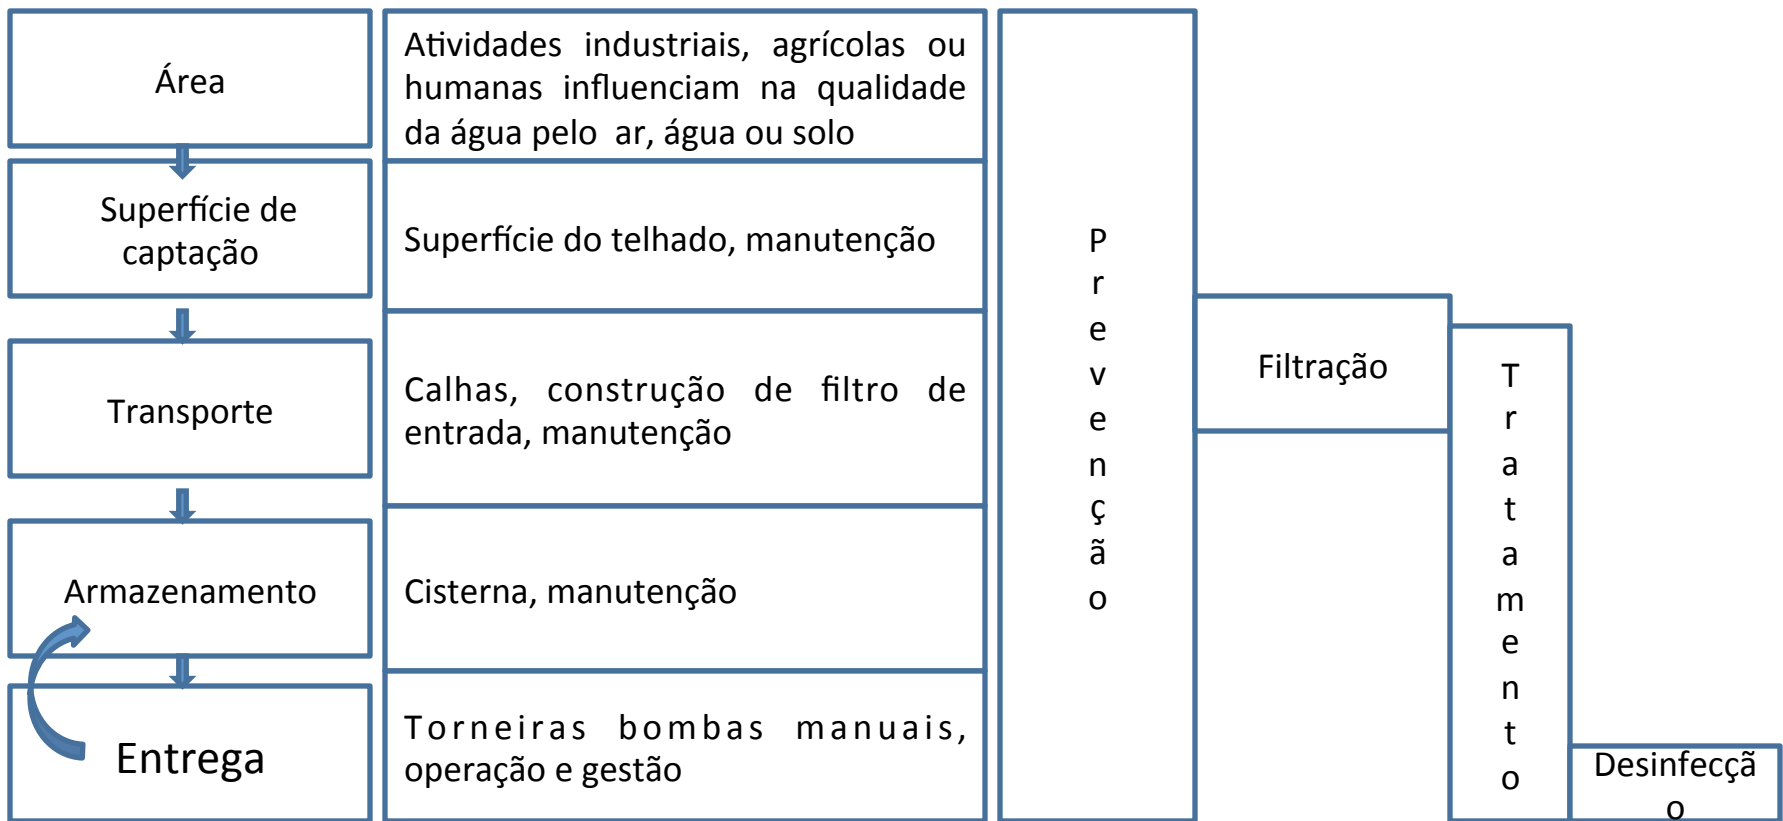 Área
Atividades industriais, agrícolas ou
humanas influenciam na qualidade
da água pelo ar, água ou solo
Superfície de
captação
Superfície do telhado, manutenção
Transporte
Calhas, construção de filtro de
entrada, manutenção
Armazenamento
Cisterna, manutenção
Entrega
Torneiras bombas manuais,
operação e gestão
P
r
e
v
e
n
ç
ã
o
Filtração
T
r
a
t
a
m
e
n
t
o
Desinfecçã
o